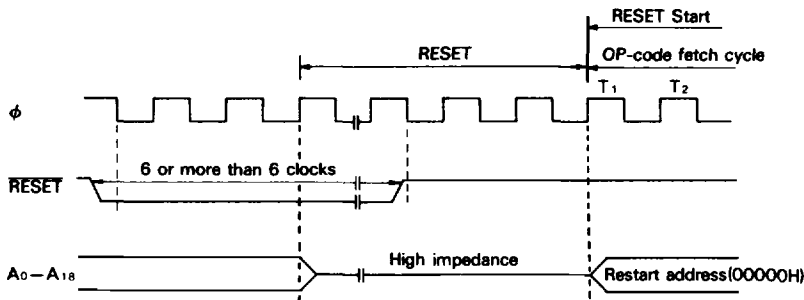 RESET Start
RESET
OP-code fetch cycle
T1
T2
φ
6 or more than 6 clocks
RESET
High impedance
A0–A18
Restart address(00000H)